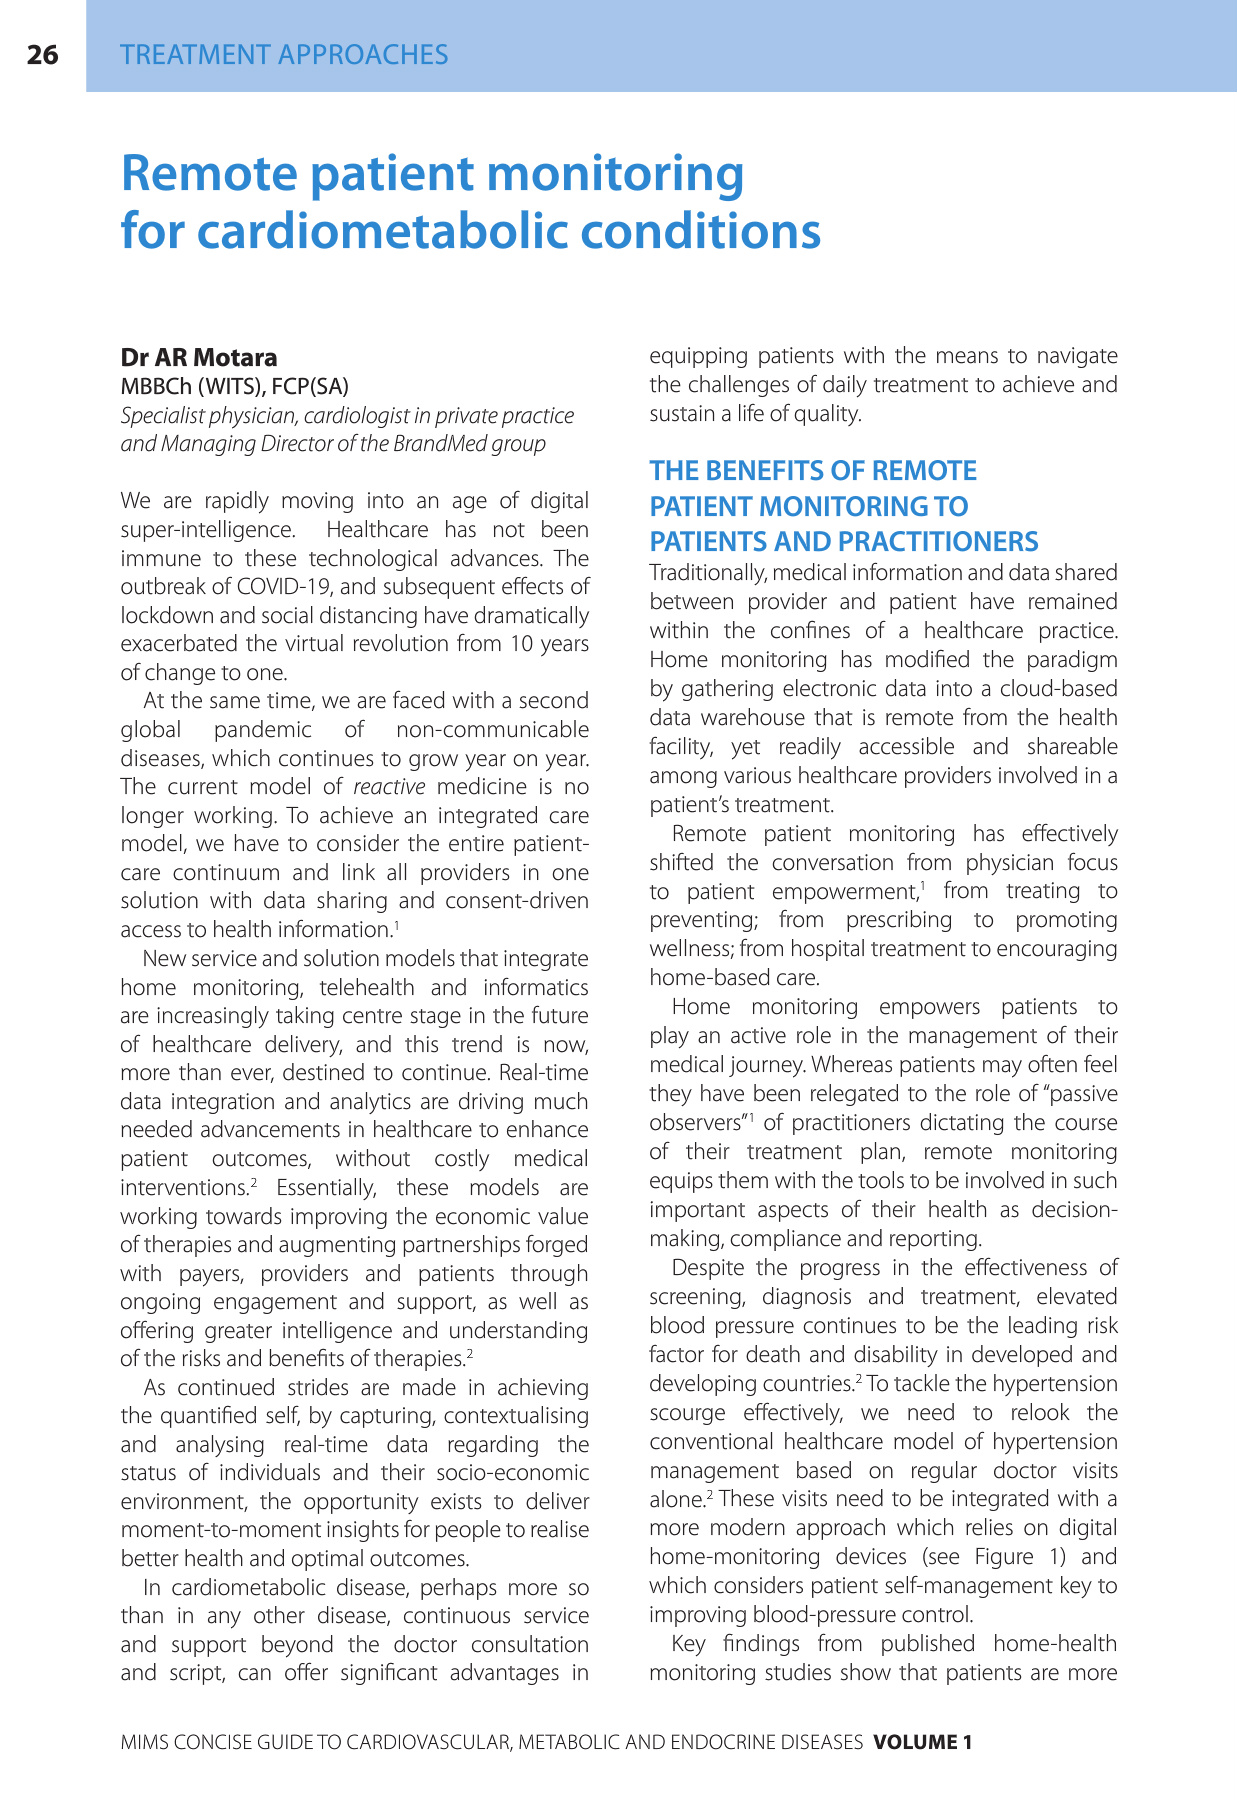 26
TREATMENT APPROACHES
Remote patient monitoring
for cardiometabolic conditions
Dr AR Motara
MBBCh (WITS), FCP(SA)
Specialist physician, cardiologist in private practice
and Managing Director of the BrandMed group
We are rapidly moving into an age of digital
super-intelligence. Healthcare has not been
immune to these technological advances. The
outbreak of COVID-19, and subsequent effects of
lockdown and social distancing have dramatically
exacerbated the virtual revolution from 10 years
of change to one.
At the same time, we are faced with a second
global pandemic of non-communicable
diseases, which continues to grow year on year.
The current model of reactive medicine is no
longer working. To achieve an integrated care
model, we have to consider the entire patient-
care continuum and link all providers in one
solution with data sharing and consent-driven
access to health information.¹
New service and solution models that integrate
home monitoring, telehealth and informatics
are increasingly taking centre stage in the future
of healthcare delivery, and this trend is now,
more than ever, destined to continue. Real-time
data integration and analytics are driving much
needed advancements in healthcare to enhance
patient outcomes, without costly medical
interventions.² Essentially, these models are
working towards improving the economic value
of therapies and augmenting partnerships forged
with payers, providers and patients through
ongoing engagement and support, as well as
offering greater intelligence and understanding
of the risks and benefits of therapies.²
As continued strides are made in achieving
the quantified self, by capturing, contextualising
and analysing real-time data regarding the
status of individuals and their socio-economic
environment, the opportunity exists to deliver
moment-to-moment insights for people to realise
better health and optimal outcomes.
In cardiometabolic disease, perhaps more so
than in any other disease, continuous service
and support beyond the doctor consultation
and script, can offer significant advantages in
equipping patients with the means to navigate
the challenges of daily treatment to achieve and
sustain a life of quality.
THE BENEFITS OF REMOTE
PATIENT MONITORING TO
PATIENTS AND PRACTITIONERS
Traditionally, medical information and data shared
between provider and patient have remained
within the confines of a healthcare practice.
Home monitoring has modified the paradigm
by gathering electronic data into a cloud-based
data warehouse that is remote from the health
facility, yet readily accessible and shareable
among various healthcare providers involved in a
patient's treatment.
Remote patient monitoring has effectively
shifted the conversation from physician focus
to patient empowerment,¹ from treating to
preventing; from prescribing to promoting
wellness; from hospital treatment to encouraging
home-based care.
Home monitoring empowers patients to
play an active role in the management of their
medical journey. Whereas patients may often feel
they have been relegated to the role of “passive
observers”¹ of practitioners dictating the course
of their treatment plan, remote monitoring
equips them with the tools to be involved in such
important aspects of their health as decision-
making, compliance and reporting.
Despite the progress in the effectiveness of
screening, diagnosis and treatment, elevated
blood pressure continues to be the leading risk
factor for death and disability in developed and
developing countries.² To tackle the hypertension
scourge effectively, we need to relook the
conventional healthcare model of hypertension
management based on regular doctor visits
alone.² These visits need to be integrated with a
more modern approach which relies on digital
home-monitoring devices (see Figure 1) and
which considers patient self-management key to
improving blood-pressure control.
Key findings from published home-health
monitoring studies show that patients are more
MIMS CONCISE GUIDE TO CARDIOVASCULAR, METABOLIC AND ENDOCRINE DISEASES VOLUME 1